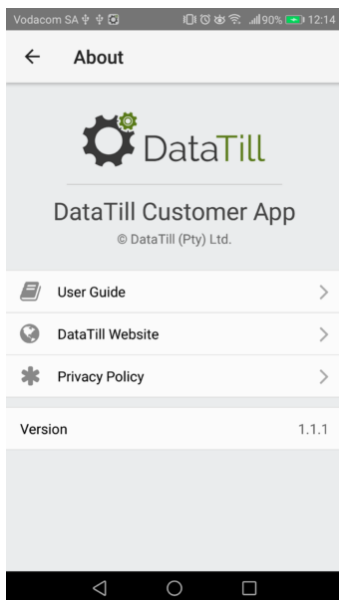 Vodacom SA 90% 12:14
About
DataTill
DataTill Customer App
© DataTill (Pty) Ltd.
User Guide
DataTill Website
Privacy Policy
Version 1.1.1